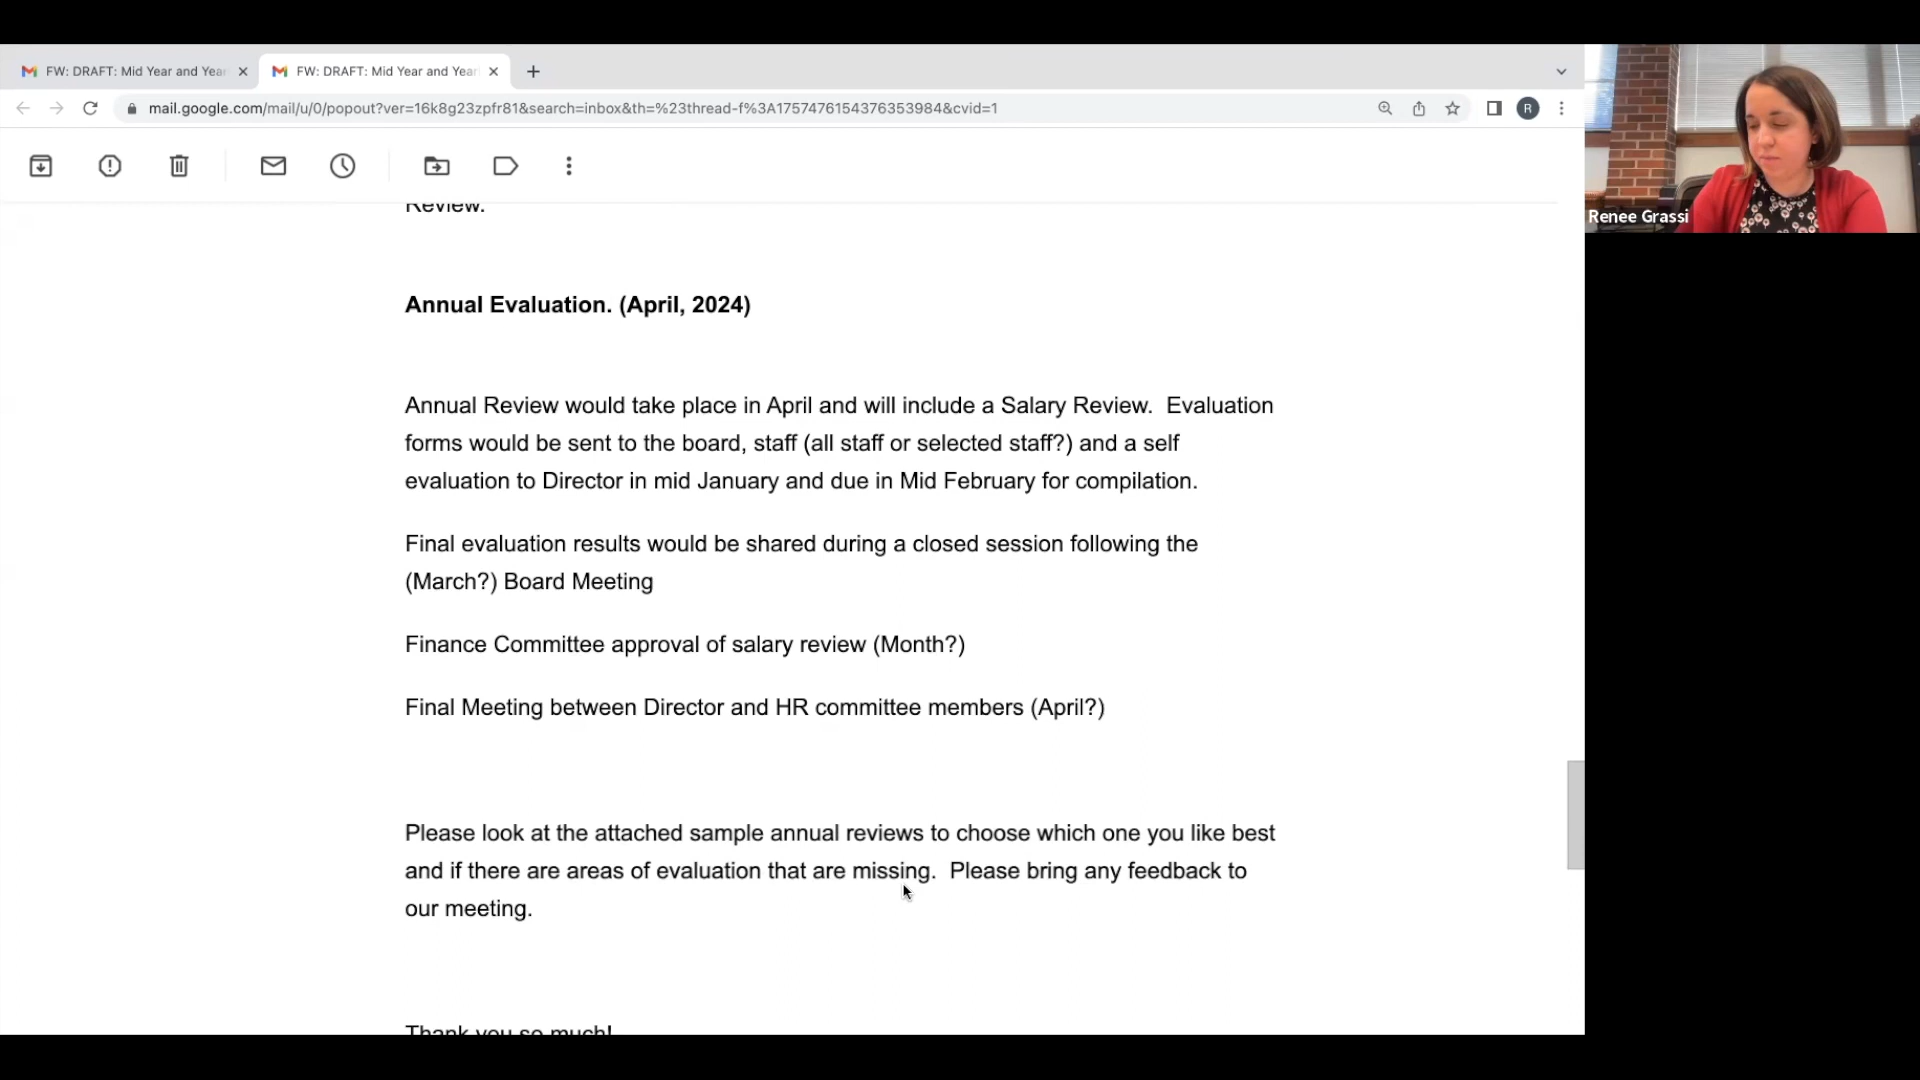 FW: DRAFT: Mid Year and Year
FW: DRAFT: Mid Year and Year
mail.google.com/mail/u/0/popout?ver=16k8g23zpfr81&search=inbox&th=%23thread-f%3A1757476154376353984&cvid=1
R
Review.
Annual Evaluation. (April, 2024)
Annual Review would take place in April and will include a Salary Review.  Evaluation
forms would be sent to the board, staff (all staff or selected staff?) and a self
evaluation to Director in mid January and due in Mid February for compilation.
Final evaluation results would be shared during a closed session following the
(March?) Board Meeting
Finance Committee approval of salary review (Month?)
Final Meeting between Director and HR committee members (April?)
Please look at the attached sample annual reviews to choose which one you like best
and if there are areas of evaluation that are missing.  Please bring any feedback to
our meeting.
Thank you so much!
Renee Grassi